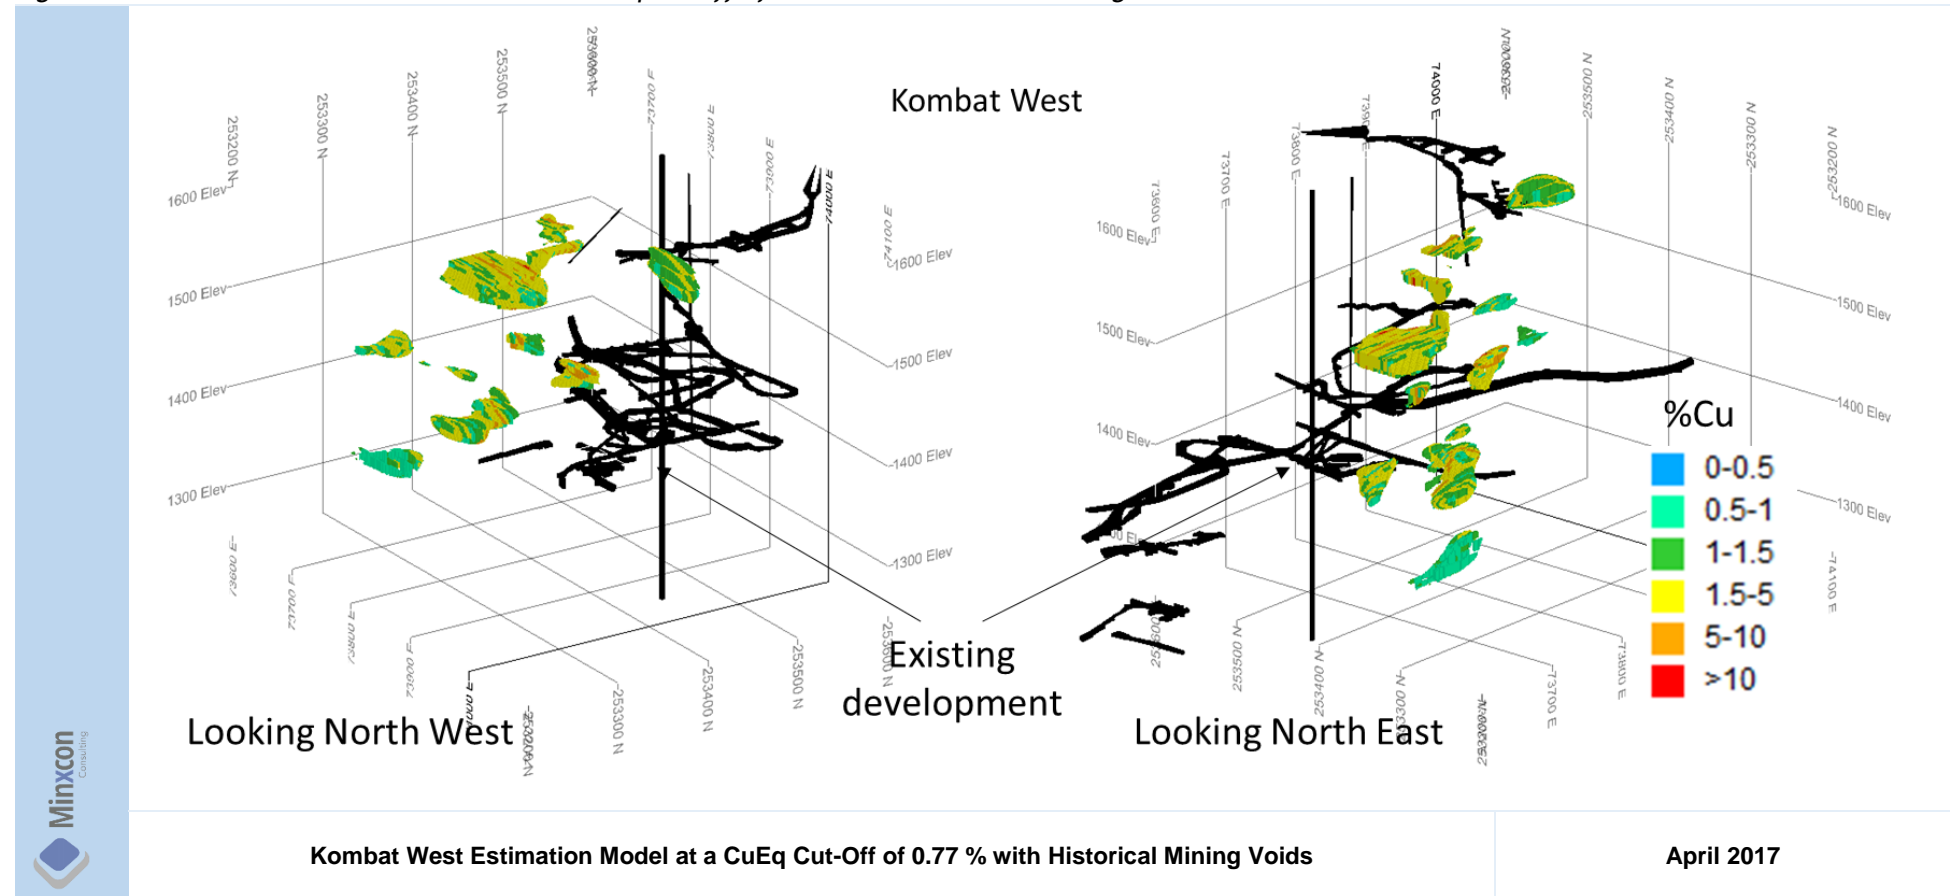 Kombat West
253200 N
253300 N
253400 N
253500 N
73800 E
74000 E
74100 E
1600 Elev
1500 Elev
1400 Elev
1300 Elev
1600 Elev
1500 Elev
1400 Elev
1300 Elev
73700 E
73800 E
73900 E
253300 N
253400 N
253500 N
253600 N
Looking North West
Existing
development
73600 E
73700 E
73800 E
74000 E
253500 N
253400 N
253300 N
253200 N
1600 Elev
1500 Elev
1400 Elev
1600 Elev
1500 Elev
1400 Elev
1300 Elev
74100 E
253500 N
253400 N
73700 E
73800 E
Looking North East
%Cu
0-0.5
0.5-1
1-1.5
1.5-5
5-10
>10
Minxcon
Consulting
Kombat West Estimation Model at a CuEq Cut-Off of 0.77 % with Historical Mining Voids
April 2017